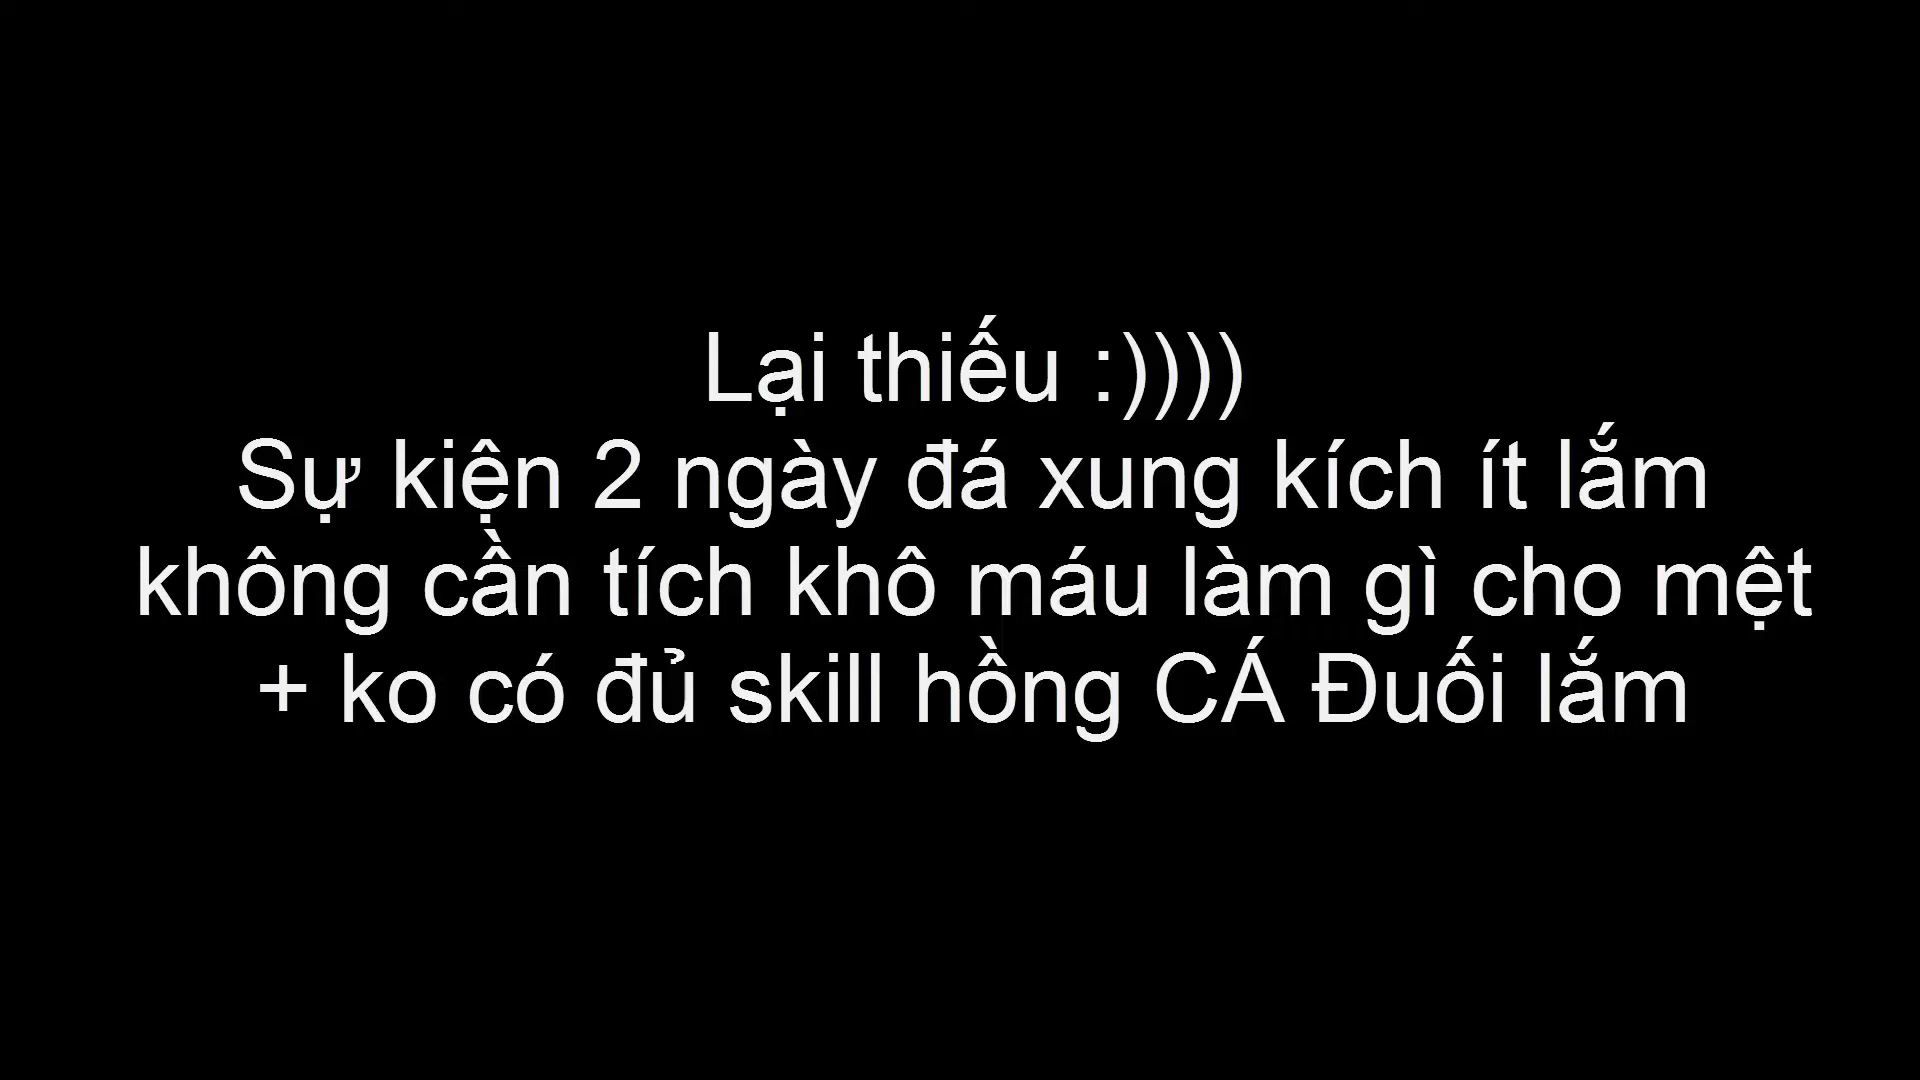 Lại thiếu :))))
Sự kiện 2 ngày đá xung kích ít lắm
không cần tích khô máu làm gì cho mệt
+ ko có đủ skill hồng CÁ Đuối lắm